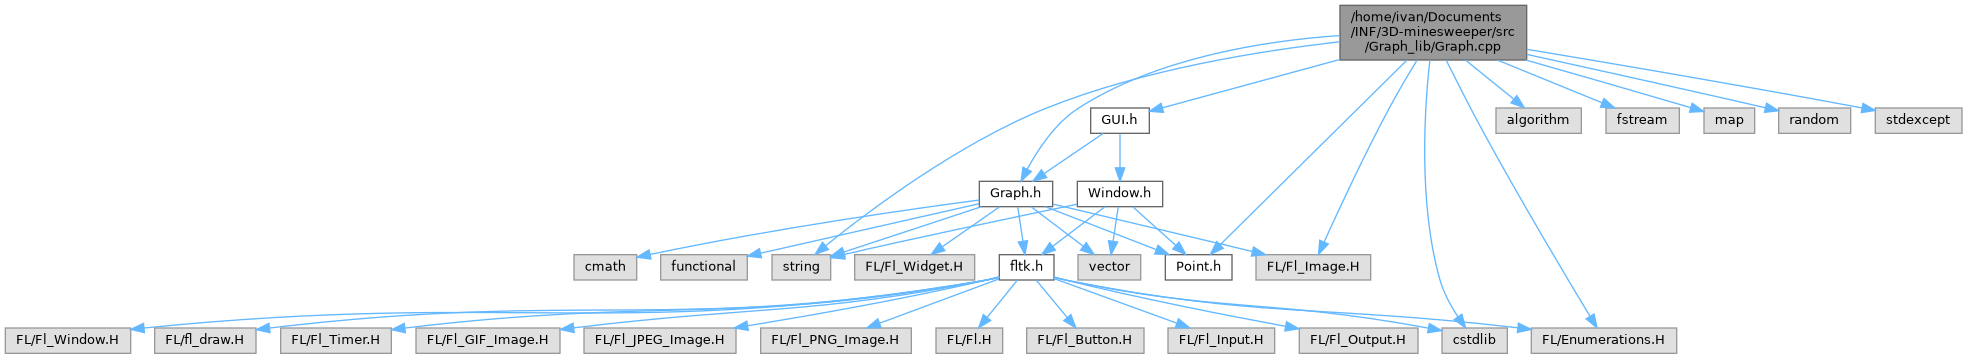 /home/ivan/Documents
/INF/3D-minesweeper/src
/Graph_lib/Graph.cpp
GUI.h
algorithm
fstream
map
random
stdexcept
Graph.h
Window.h
cmath
functional
string
FL/Fl_Widget.H
fltk.h
vector
Point.h
FL/Fl_Image.H
FL/Fl_Window.H
FL/fl_draw.H
FL/Fl_Timer.H
FL/Fl_GIF_Image.H
FL/Fl_JPEG_Image.H
FL/Fl_PNG_Image.H
FL/Fl.H
FL/Fl_Button.H
FL/Fl_Input.H
FL/Fl_Output.H
cstdlib
FL/Enumerations.H